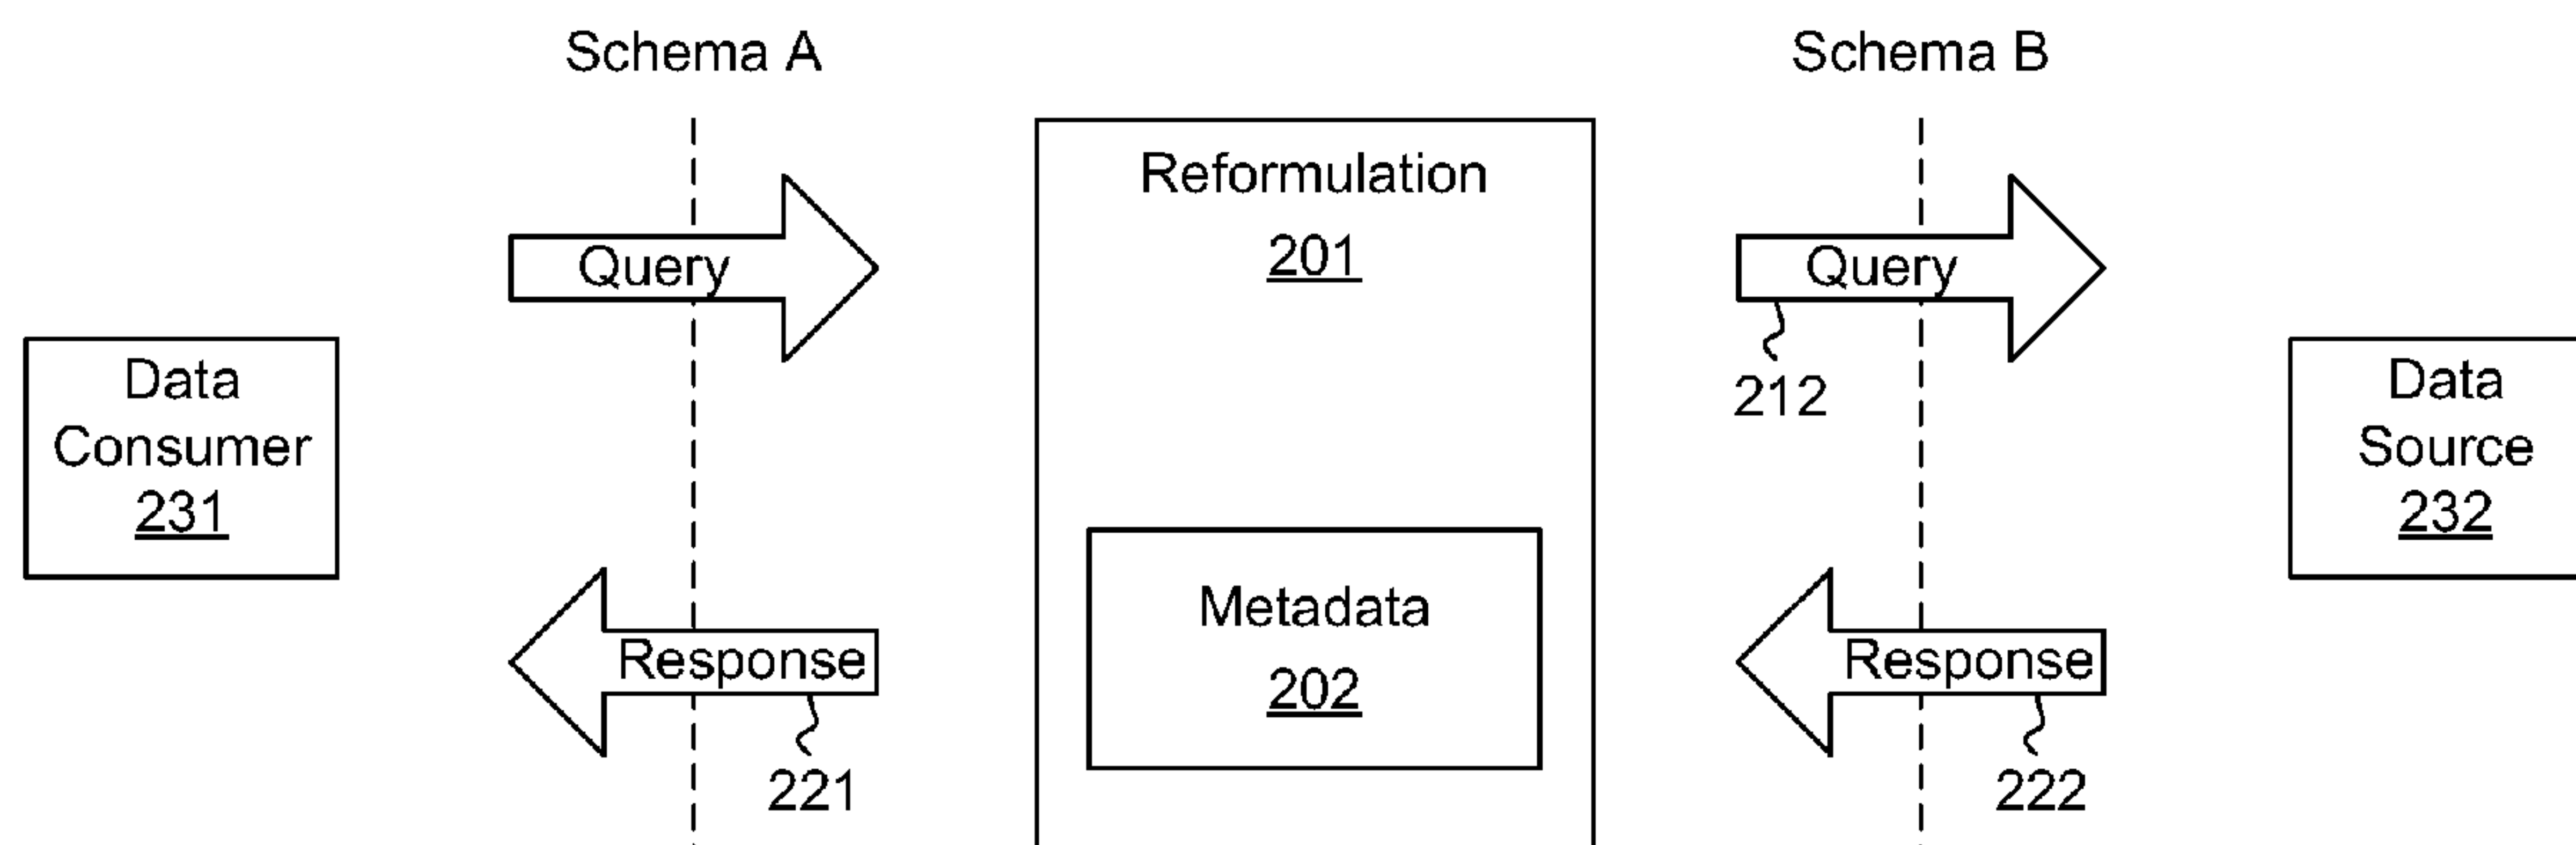 Schema A
Schema B
Reformulation
201
Query
Query
212
Data
Consumer
231
Data
Source
232
Metadata
202
Response
221
Response
222